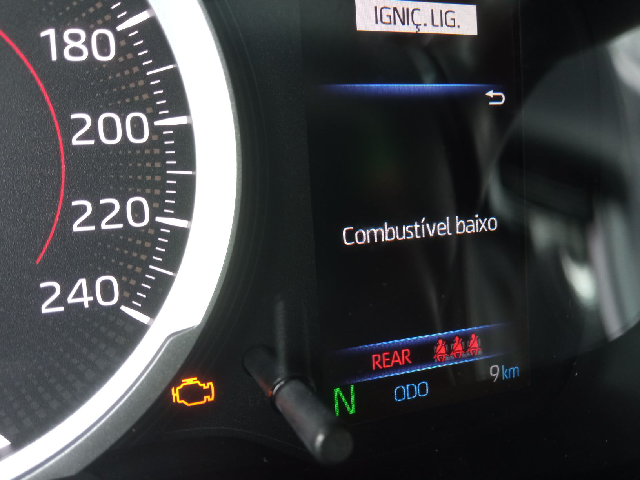 180
200
220
240
IGNIÇ. LIG.
Combustível baixo
REAR
N
ODO
9 km